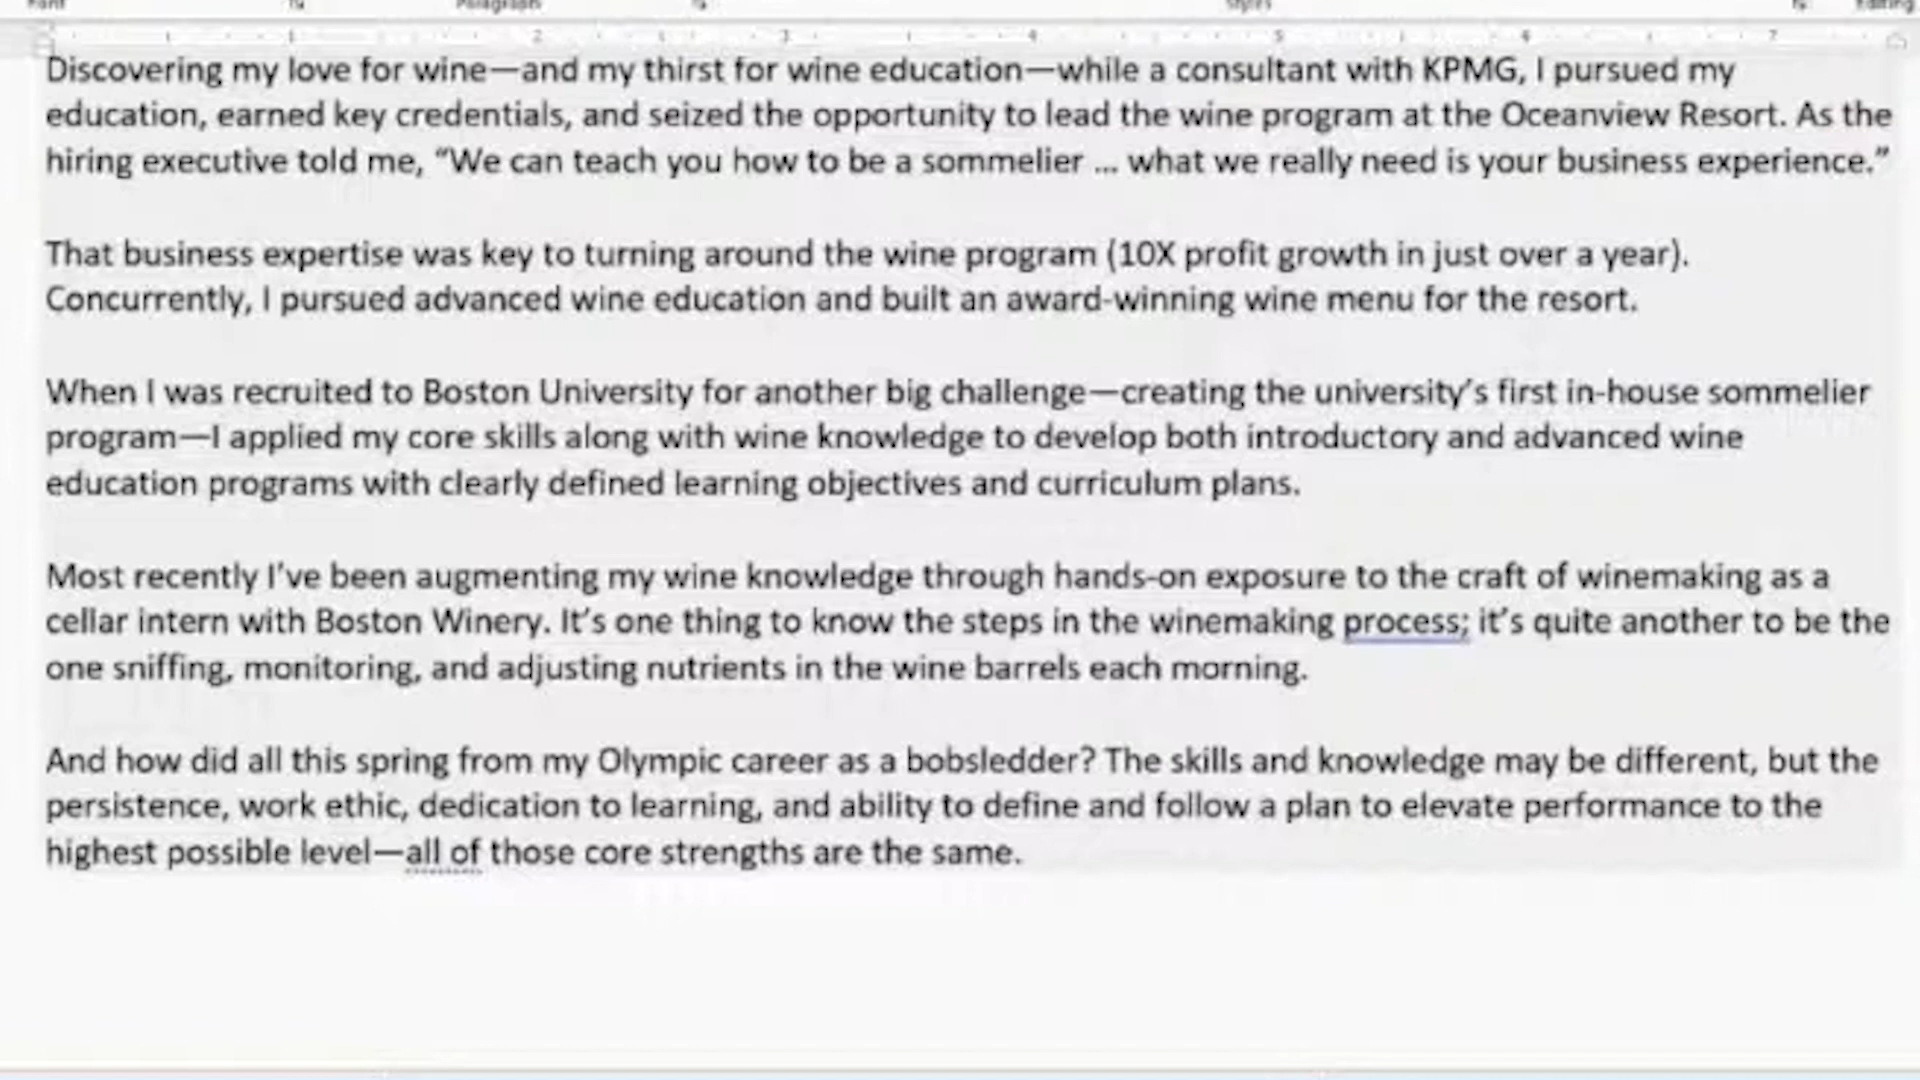 Font Paragraph Styles Editing
2 3 4 5 6 7
Discovering my love for wine—and my thirst for wine education—while a consultant with KPMG, I pursued my
education, earned key credentials, and seized the opportunity to lead the wine program at the Oceanview Resort. As the
hiring executive told me, “We can teach you how to be a sommelier ... what we really need is your business experience.”
That business expertise was key to turning around the wine program (10X profit growth in just over a year).
Concurrently, I pursued advanced wine education and built an award-winning wine menu for the resort.
When I was recruited to Boston University for another big challenge—creating the university’s first in-house sommelier
program—I applied my core skills along with wine knowledge to develop both introductory and advanced wine
education programs with clearly defined learning objectives and curriculum plans.
Most recently I’ve been augmenting my wine knowledge through hands-on exposure to the craft of winemaking as a
cellar intern with Boston Winery. It’s one thing to know the steps in the winemaking process; it’s quite another to be the
one sniffing, monitoring, and adjusting nutrients in the wine barrels each morning.
And how did all this spring from my Olympic career as a bobsledder? The skills and knowledge may be different, but the
persistence, work ethic, dedication to learning, and ability to define and follow a plan to elevate performance to the
highest possible level—all of those core strengths are the same.